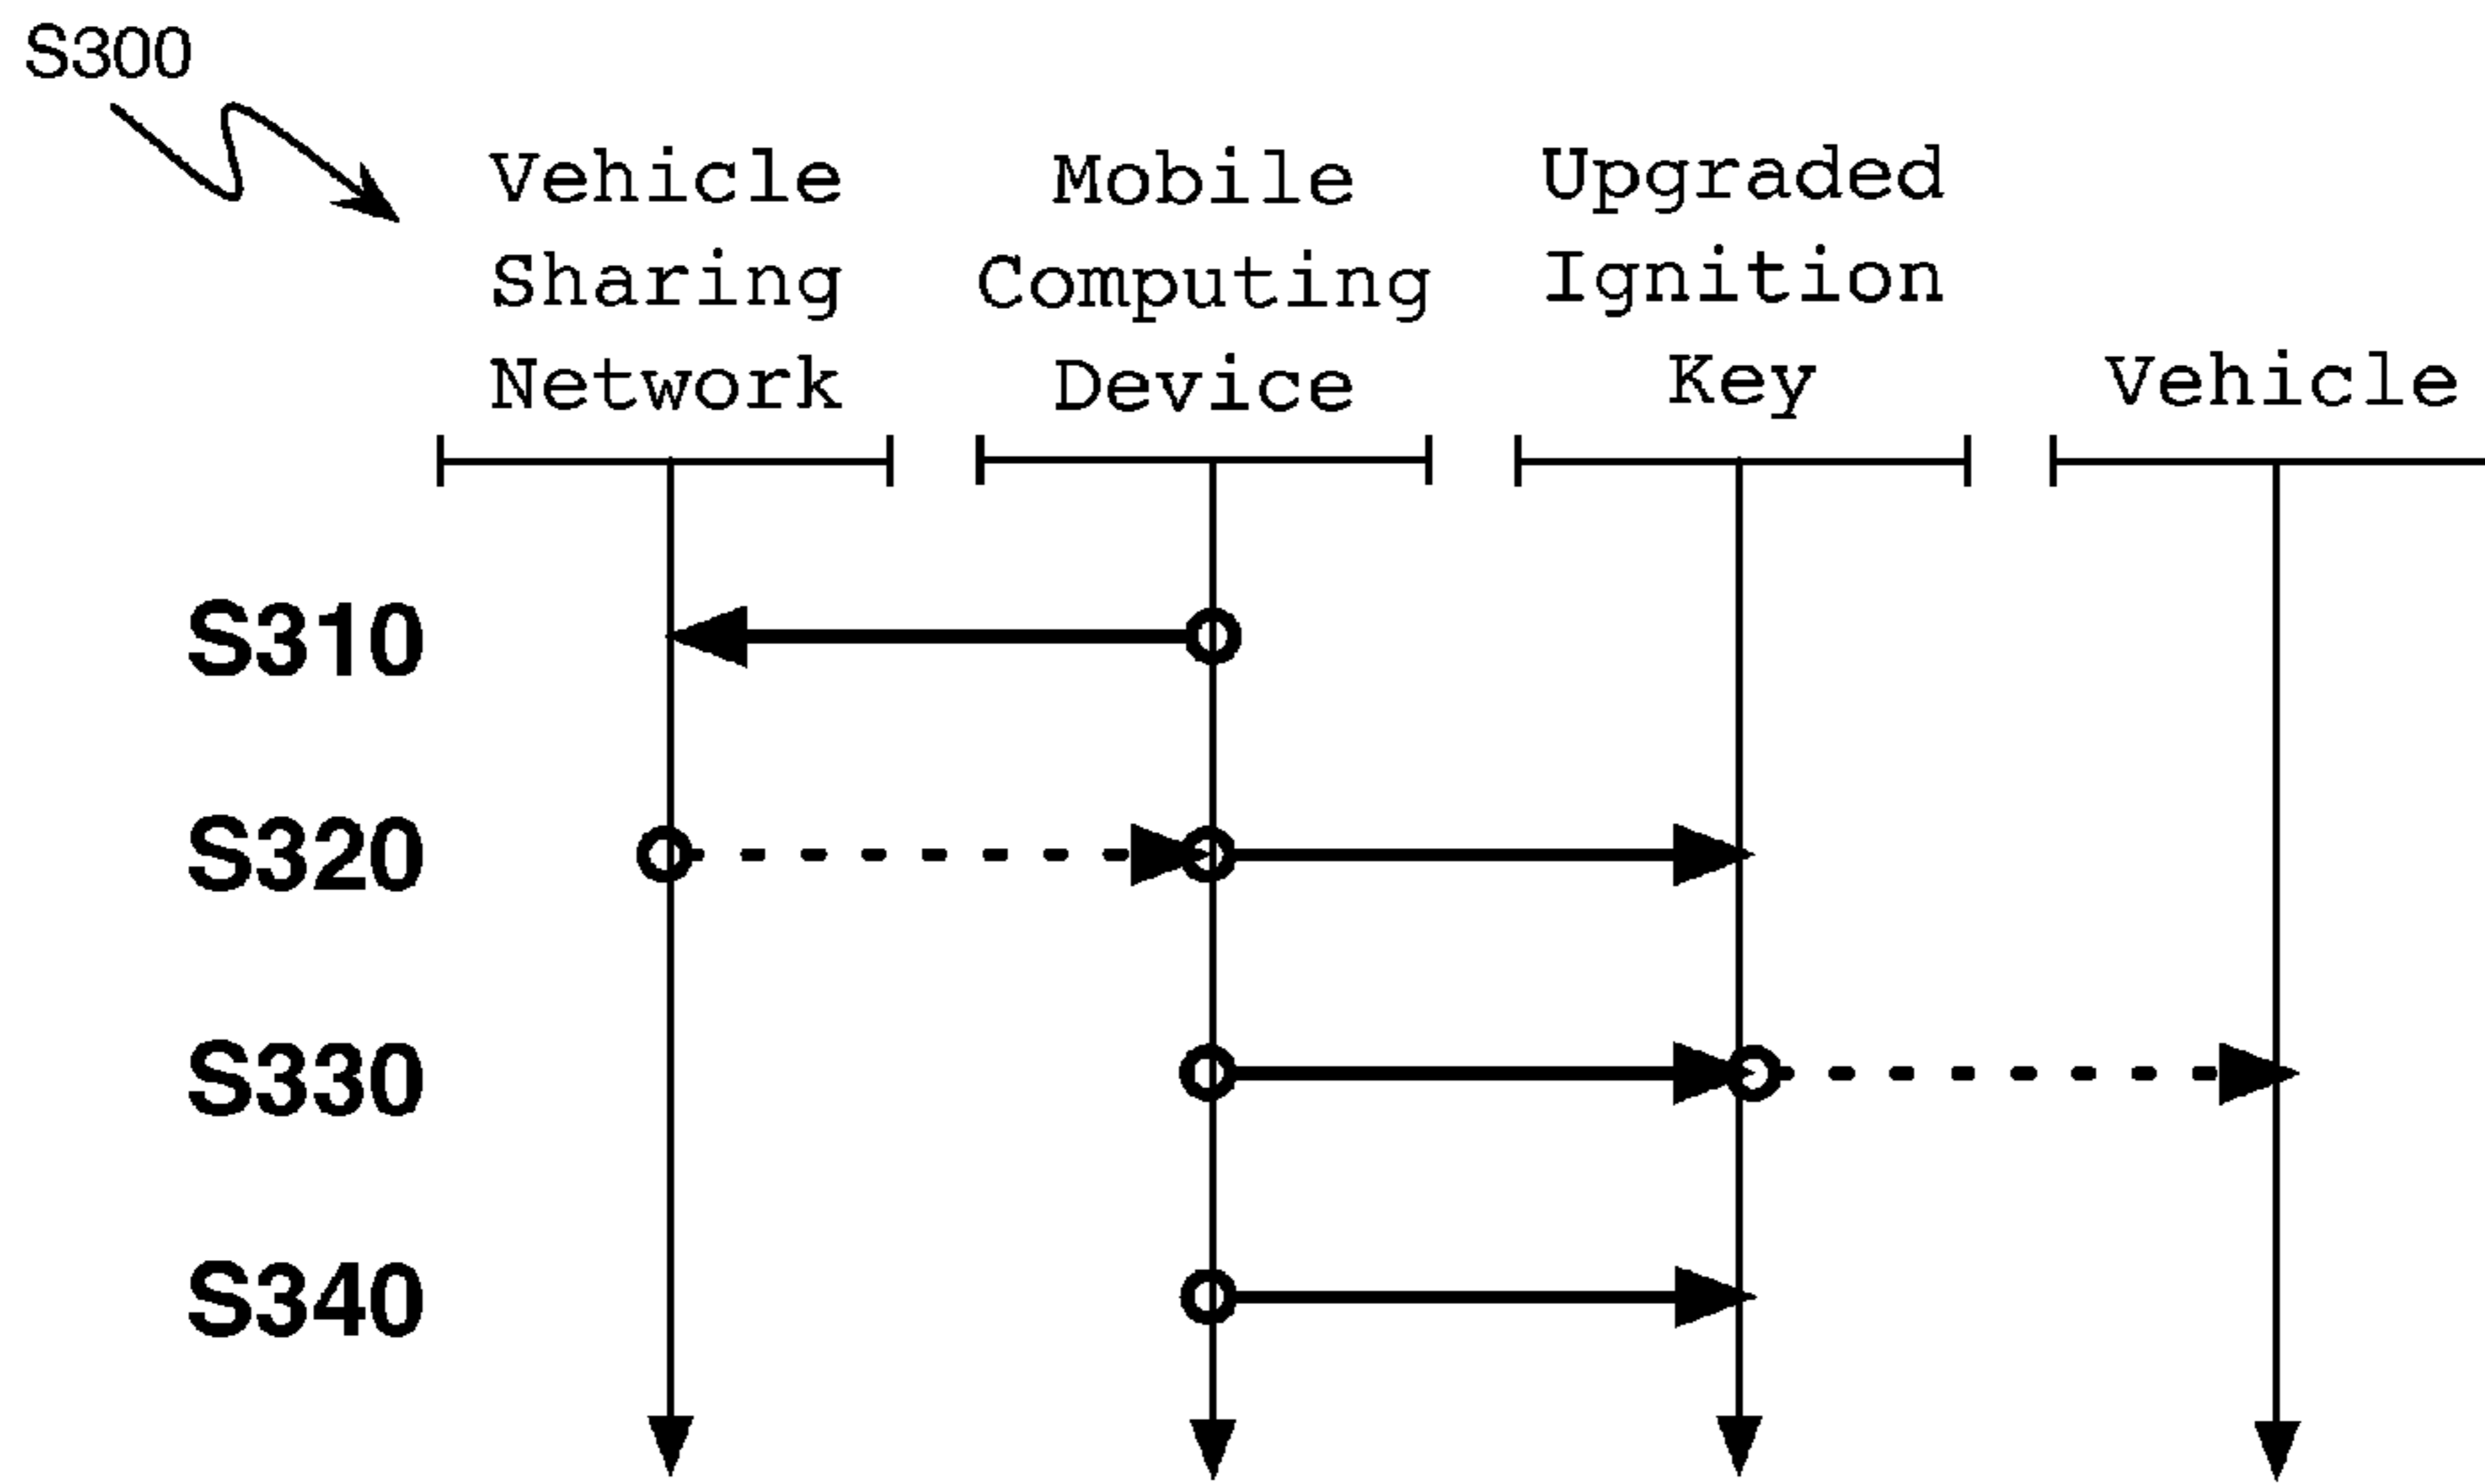 S300
Vehicle
Sharing
Network
Mobile
Computing
Device
Upgraded
Ignition
Key
Vehicle
S310
S320
S330
S340